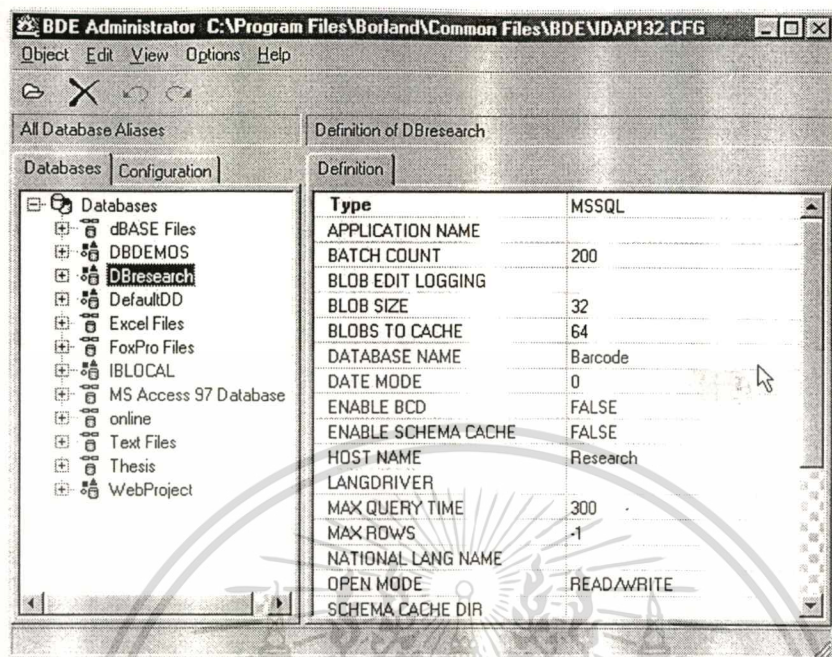 BDE Administrator C:\Program Files\Borland\Common Files\BDE\IDAPI32.CFG
Object Edit View Options Help
All Database Aliases
Definition of DBresearch
Databases Configuration
Definition
Databases
dBASE Files
DBDEMOS
DBresearch
DefaultDD
Excel Files
FoxPro Files
IBLOCAL
MS Access 97 Database
online
Text Files
Thesis
WebProject
Type MSSQL
APPLICATION NAME
BATCH COUNT 200
BLOB EDIT LOGGING
BLOB SIZE 32
BLOBS TO CACHE 64
DATABASE NAME Barcode
DATE MODE 0
ENABLE BCD FALSE
ENABLE SCHEMA CACHE FALSE
HOST NAME Research
LANGDRIVER
MAX QUERY TIME 300
MAX ROWS -1
NATIONAL LANG NAME
OPEN MODE READ/WRITE
SCHEMA CACHE DIR